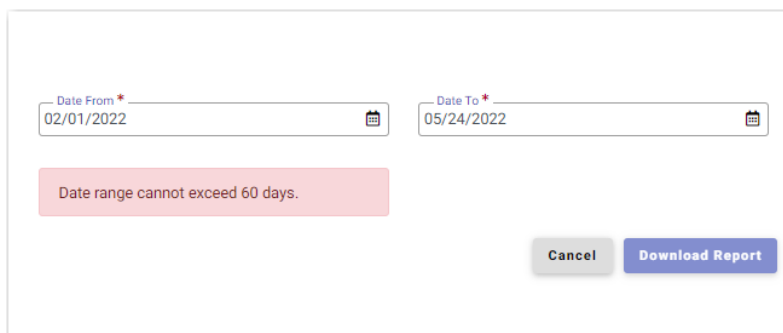 Date From *
02/01/2022
Date To *
05/24/2022
Date range cannot exceed 60 days.
Cancel
Download Report